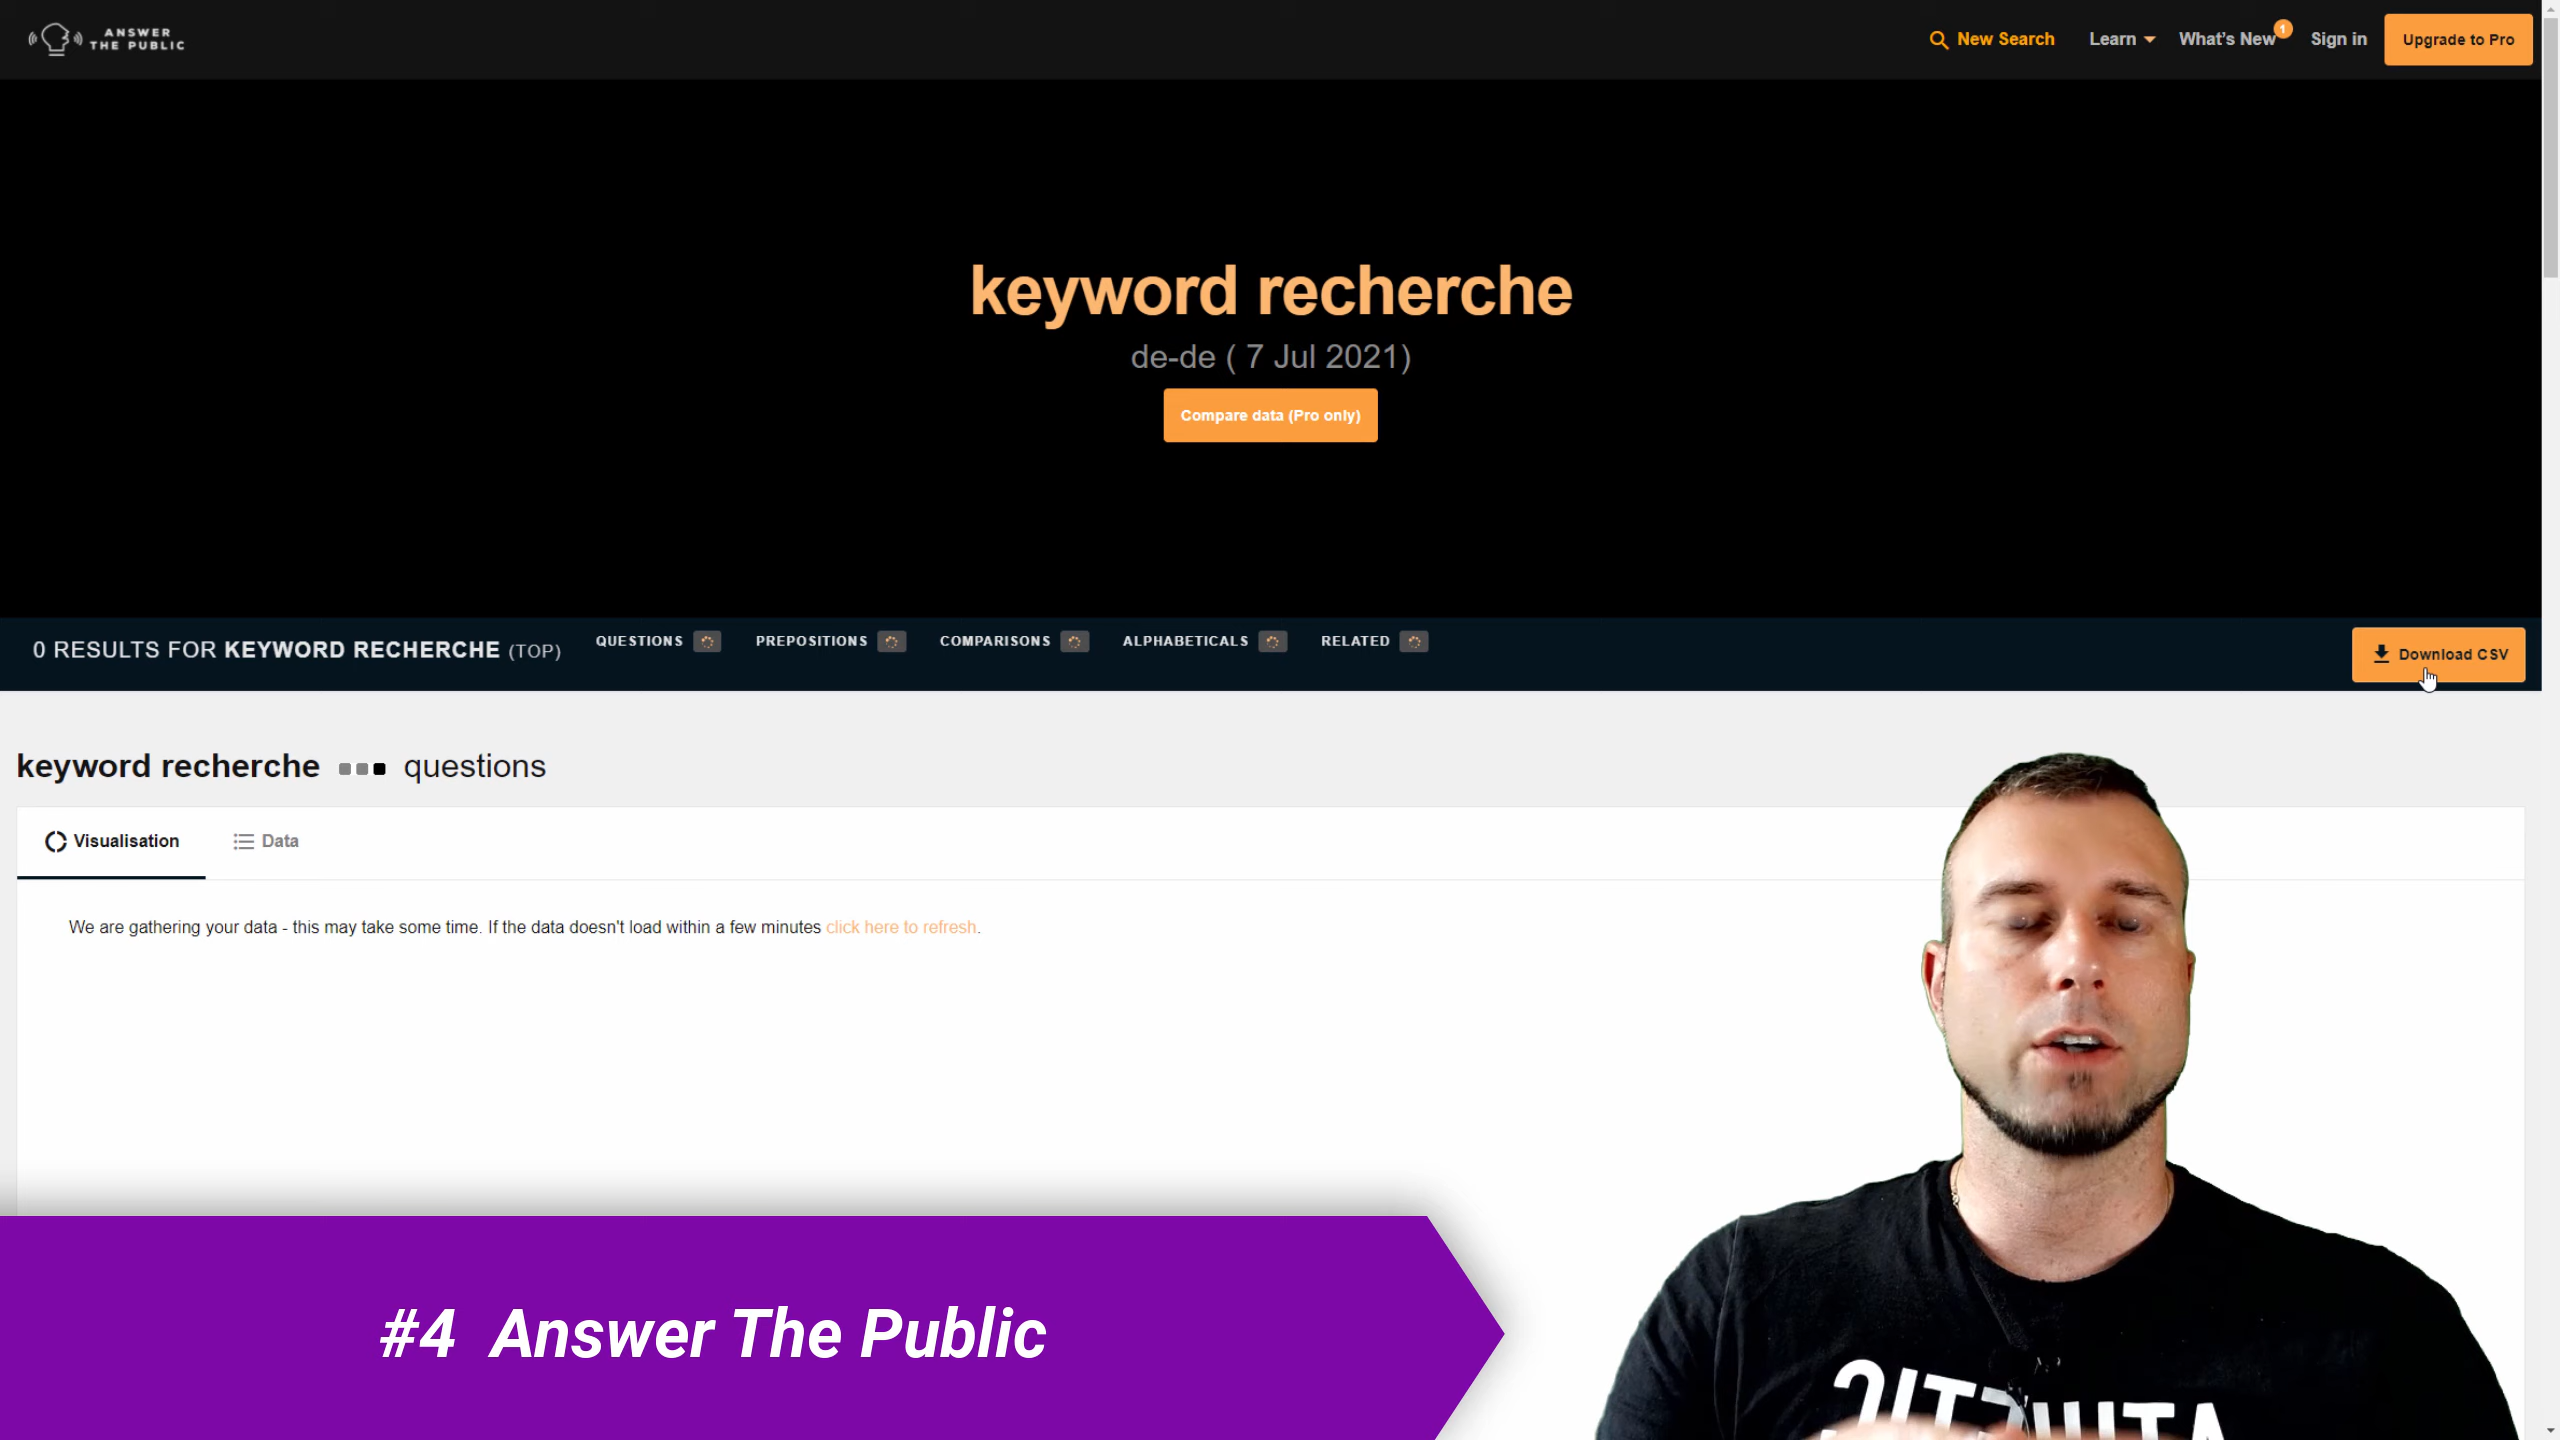 ANSWER
THE PUBLIC
New Search
Learn
What's New
1
Sign in
Upgrade to Pro
keyword recherche
de-de ( 7 Jul 2021)
Compare data (Pro only)
0 RESULTS FOR KEYWORD RECHERCHE (TOP)
QUESTIONS
PREPOSITIONS
COMPARISONS
ALPHABETICALS
RELATED
Download CSV
keyword recherche
questions
Visualisation
Data
We are gathering your data - this may take some time. If the data doesn't load within a few minutes click here to refresh.
#4 Answer The Public